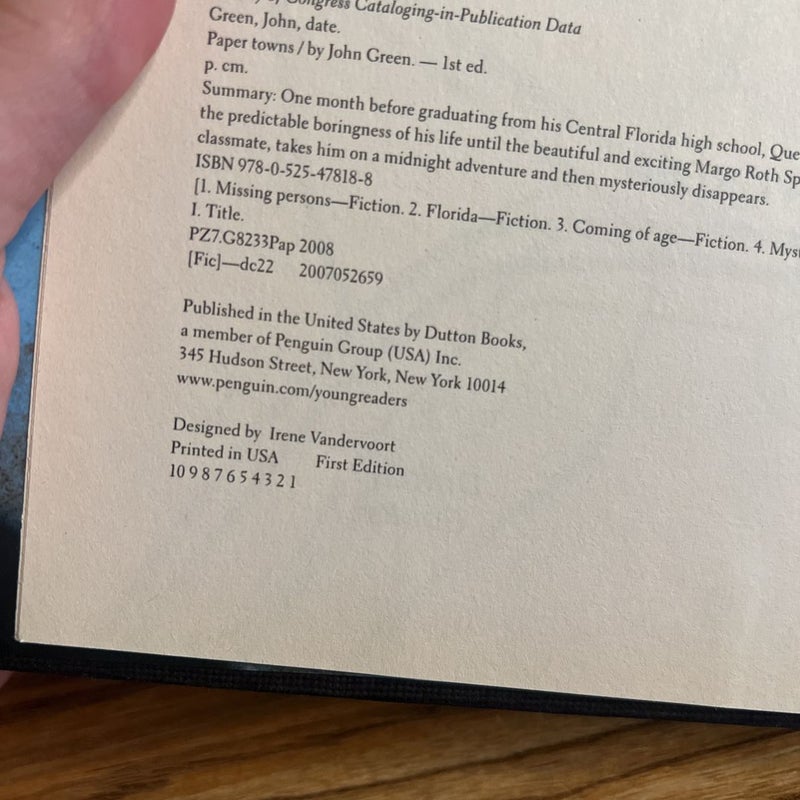 Congress Cataloging-in-Publication Data
Green, John, date.
Paper towns / by John Green. — 1st ed.
p. cm.
Summary: One month before graduating from his Central Florida high school, Que
the predictable boringness of his life until the beautiful and exciting Margo Roth Sp
classmate, takes him on a midnight adventure and then mysteriously disappears.
ISBN 978-0-525-47818-8
[1. Missing persons—Fiction. 2. Florida—Fiction. 3. Coming of age—Fiction. 4. Myst
I. Title.
PZ7.G8233Pap 2008
[Fic]—dc22 2007052659
Published in the United States by Dutton Books,
a member of Penguin Group (USA) Inc.
345 Hudson Street, New York, New York 10014
www.penguin.com/youngreaders
Designed by Irene Vandervoort
Printed in USA First Edition
10 9 8 7 6 5 4 3 2 1